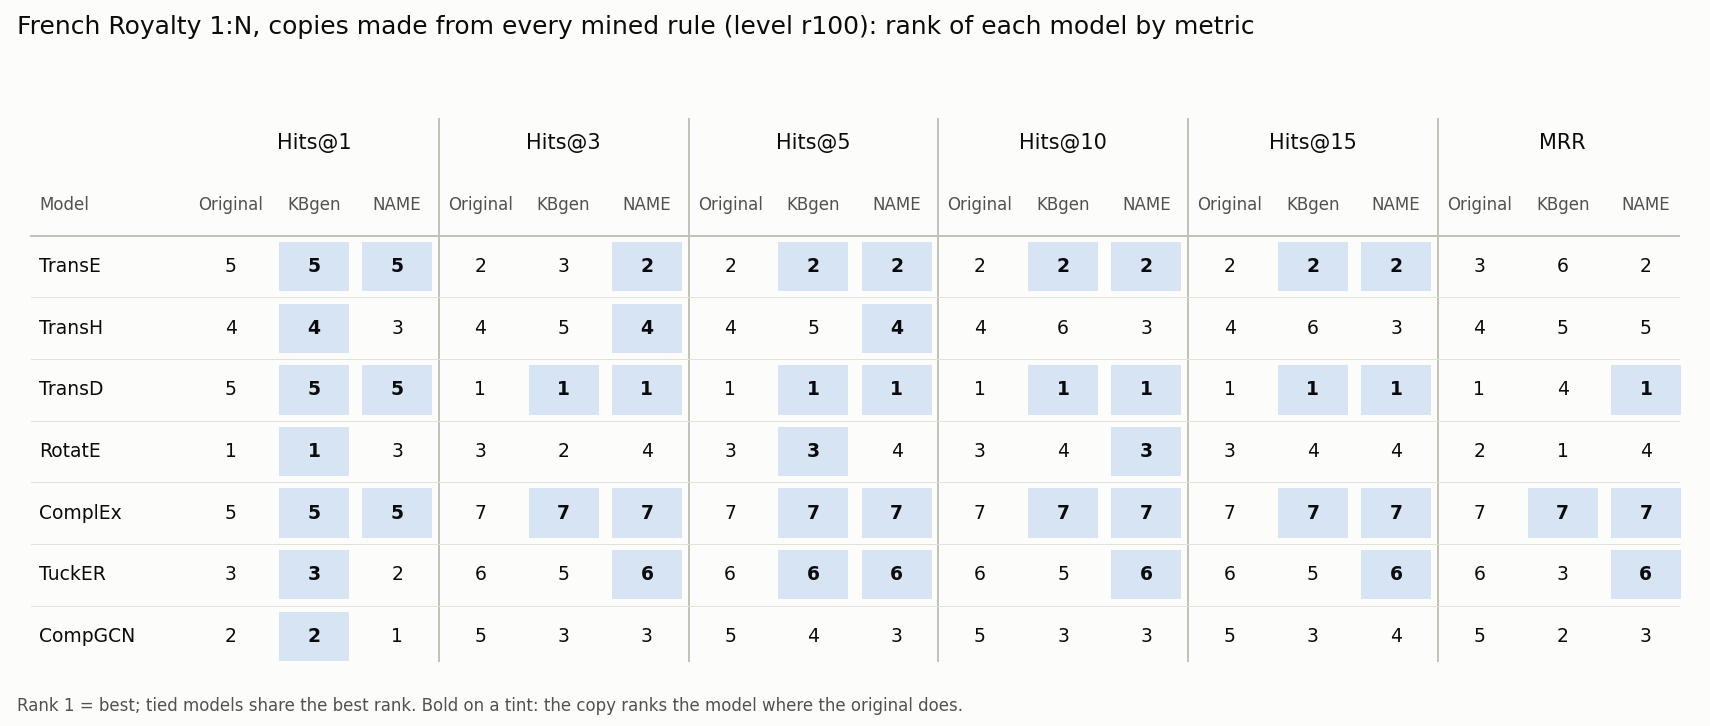 French Royalty 1:N, copies made from every mined rule (level r100): rank of each model by metric
Hits@1 Hits@3 Hits@5 Hits@10 Hits@15 MRR
Model Original KBgen NAME Original KBgen NAME Original KBgen NAME Original KBgen NAME Original KBgen NAME Original KBgen NAME
TransE 5 5 5 2 3 2 2 2 2 2 2 2 2 2 2 3 6 2
TransH 4 4 3 4 5 4 4 5 4 4 6 3 4 6 3 4 5 5
TransD 5 5 5 1 1 1 1 1 1 1 1 1 1 1 1 1 4 1
RotatE 1 1 3 3 2 4 3 3 4 3 4 3 3 4 4 2 1 4
ComplEx 5 5 5 7 7 7 7 7 7 7 7 7 7 7 7 7 7 7
TuckER 3 3 2 6 5 6 6 6 6 6 5 6 6 5 6 6 3 6
CompGCN 2 2 1 5 3 3 5 4 3 5 3 3 5 3 4 5 2 3
Rank 1 = best; tied models share the best rank. Bold on a tint: the copy ranks the model where the original does.